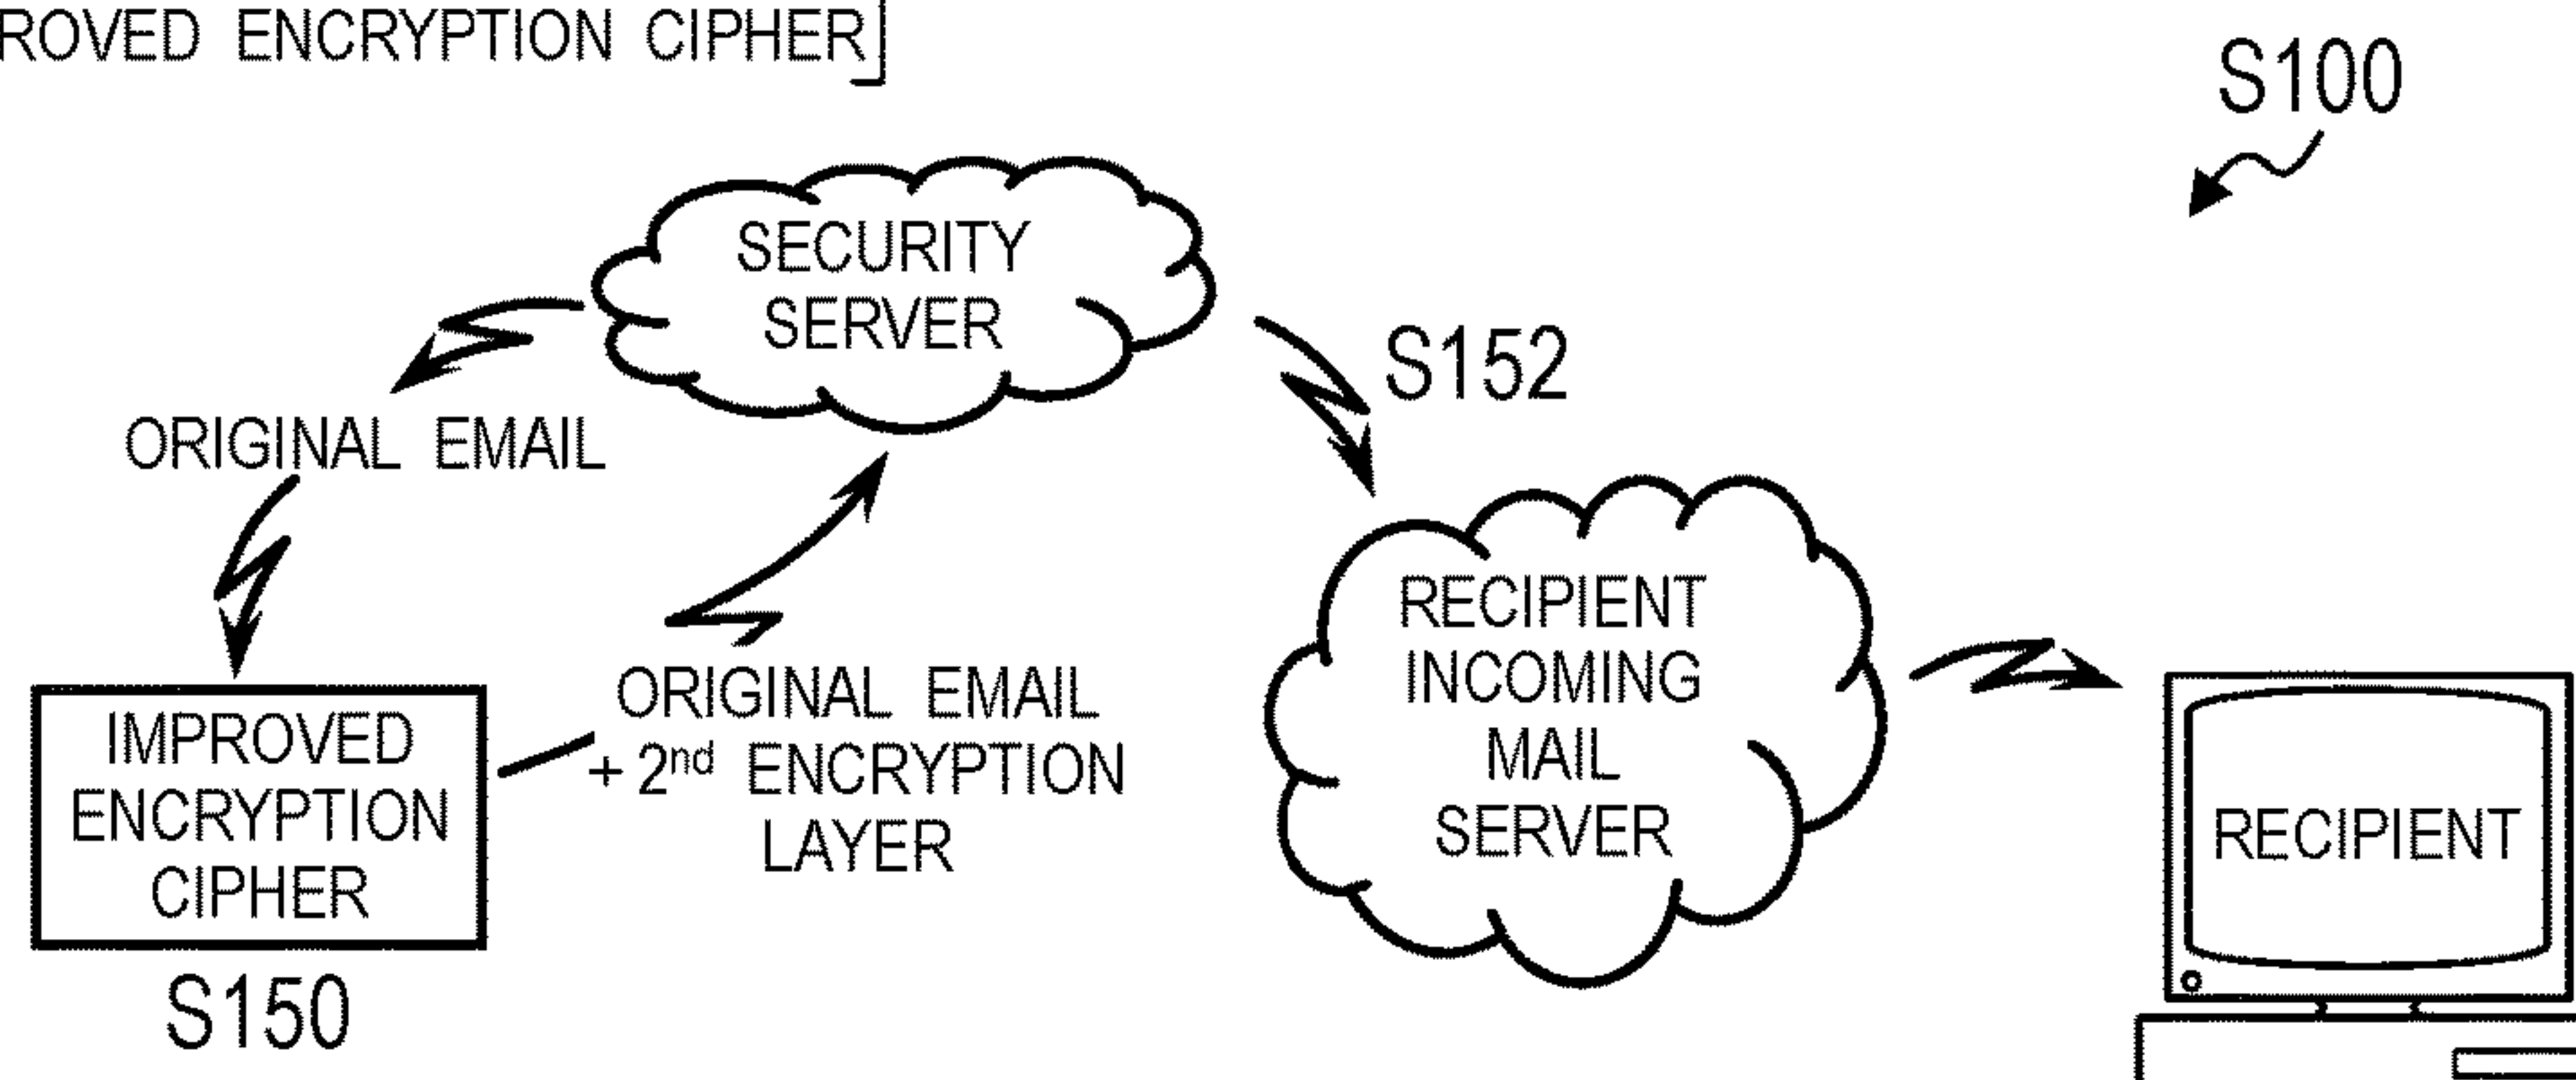 ROVED ENCRYPTION CIPHER]
S100
SECURITY
SERVER
S152
ORIGINAL EMAIL
RECIPIENT
INCOMING
MAIL
SERVER
ORIGINAL EMAIL
+ 2nd ENCRYPTION
LAYER
IMPROVED
ENCRYPTION
CIPHER
S150
RECIPIENT